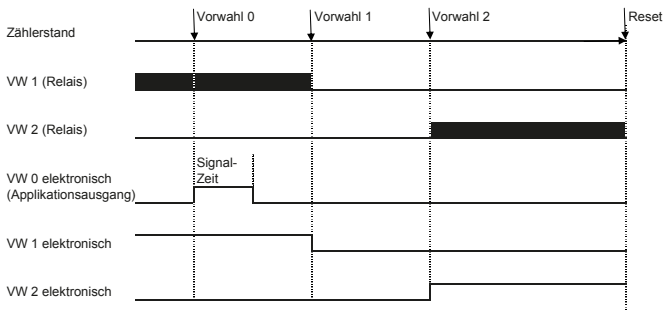 Vorwahl 0
Vorwahl 1
Vorwahl 2
Reset
Zählerstand
VW 1 (Relais)
VW 2 (Relais)
Signal-
Zeit
VW 0 elektronisch
(Applikationsausgang)
VW 1 elektronisch
VW 2 elektronisch